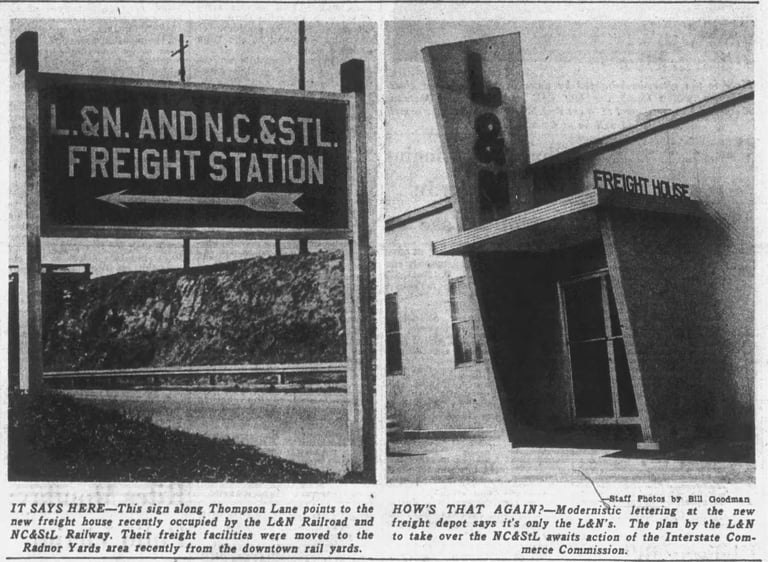 L.&N. AND N.C.&STL.
FREIGHT STATION
L&N
FREIGHT HOUSE
IT SAYS HERE—This sign along Thompson Lane points to the
new freight house recently occupied by the L&N Railroad and
NC&StL Railway. Their freight facilities were moved to the
Radnor Yards area recently from the downtown rail yards.
—Staff Photos by Bill Goodman
HOW'S THAT AGAIN?—Modernistic lettering at the new
freight depot says it's only the L&N's. The plan by the L&N
to take over the NC&StL awaits action of the Interstate Com-
merce Commission.